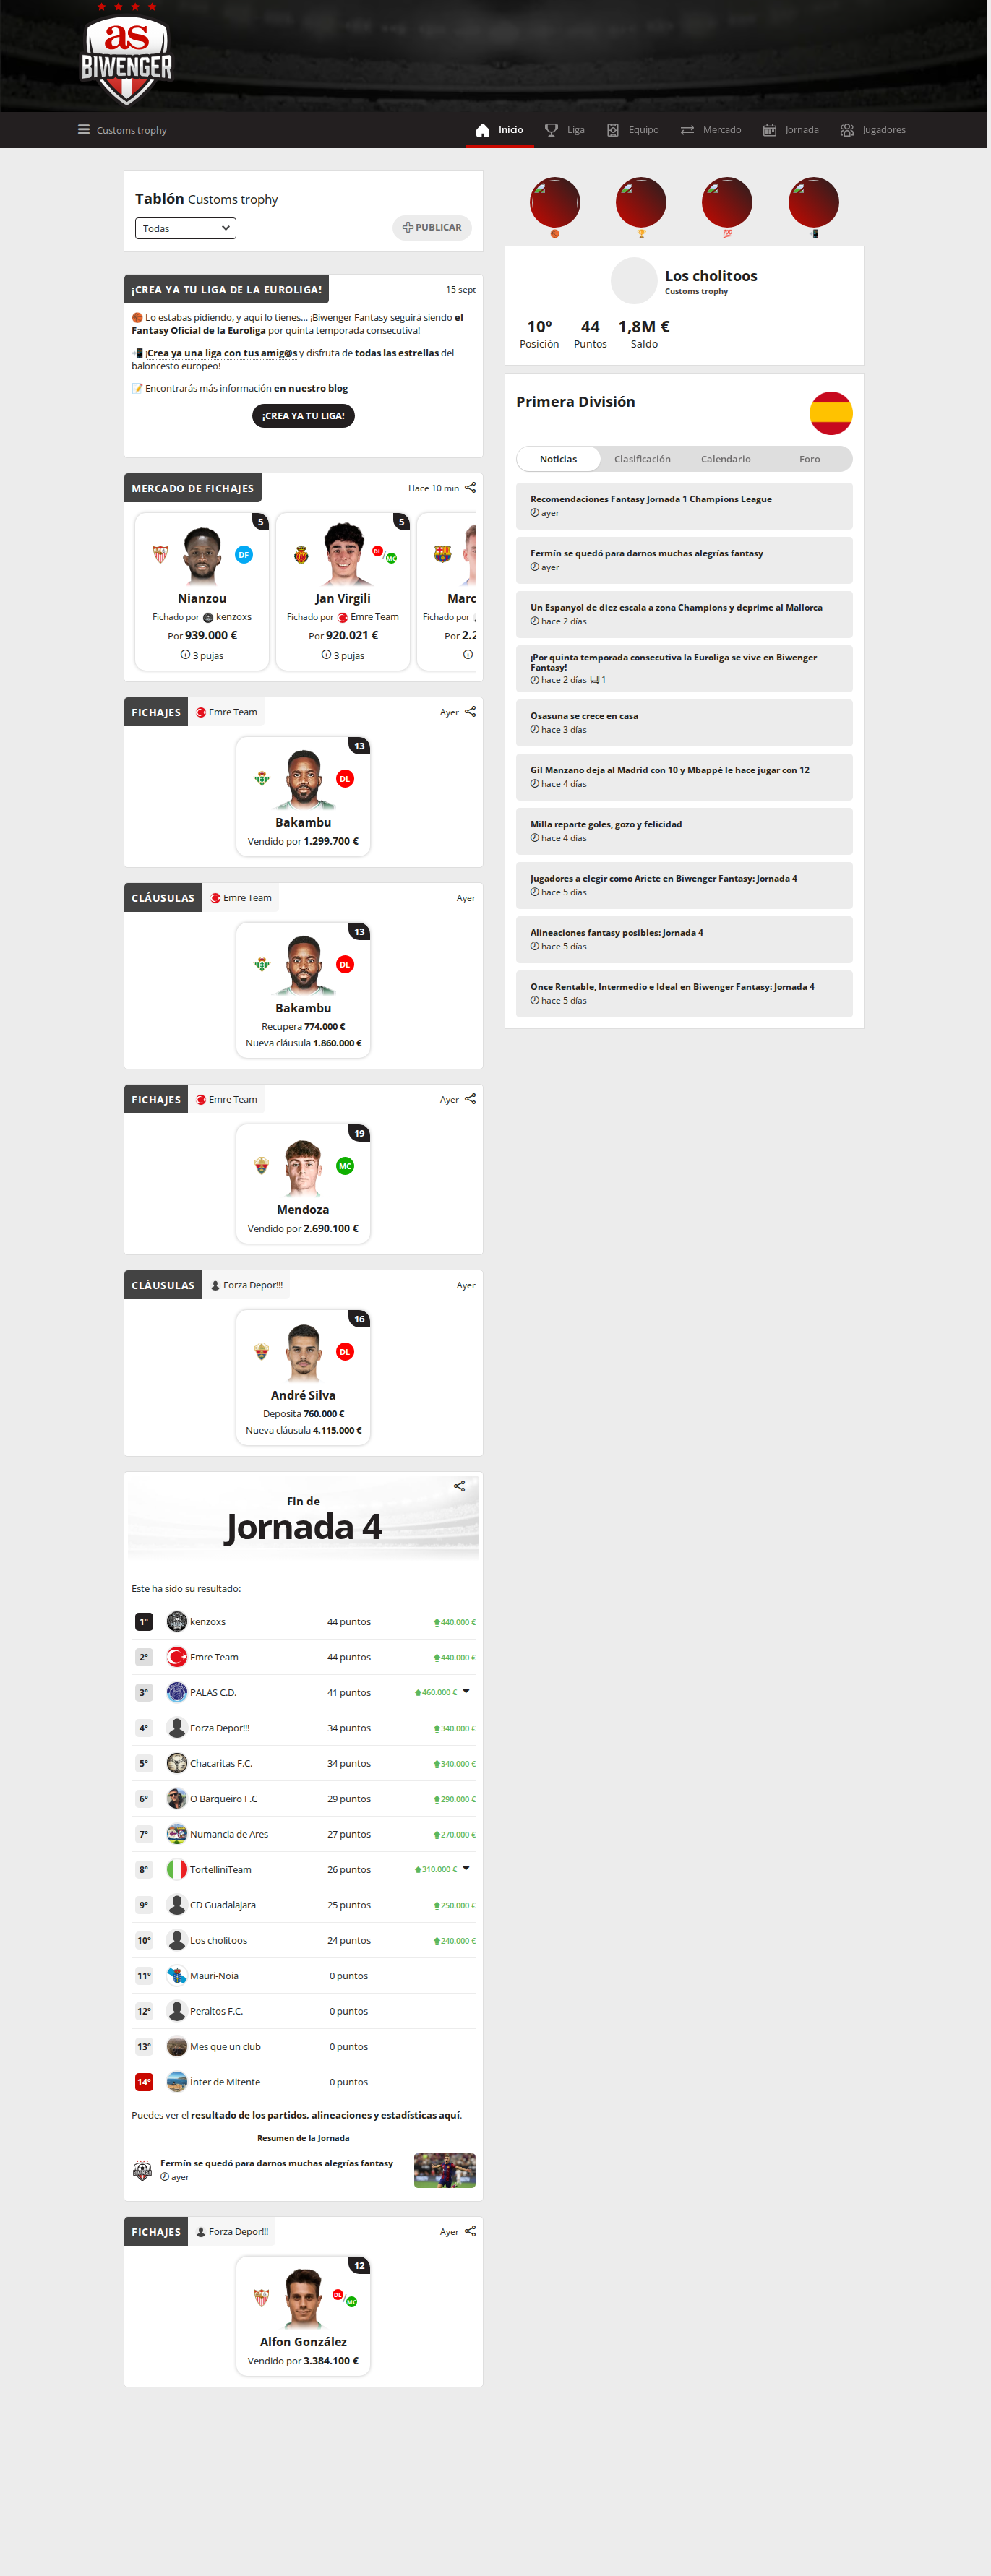 as
BIWENGER
Customs trophy
Inicio
Liga
Equipo
Mercado
Jornada
Jugadores
Tablón Customs trophy
Todas
PUBLICAR
¡CREA YA TU LIGA DE LA EUROLIGA!
15 sept
🏀 Lo estabas pidiendo, y aquí lo tienes... ¡Biwenger Fantasy seguirá siendo el
Fantasy Oficial de la Euroliga por quinta temporada consecutiva!
📲 ¡Crea ya una liga con tus amig@s y disfruta de todas las estrellas del
baloncesto europeo!
📝 Encontrarás más información en nuestro blog
¡CREA YA TU LIGA!
MERCADO DE FICHAJES
Hace 10 min
5
DF
Nianzou
Fichado por kenzoxs
Por 939.000 €
3 pujas
5
DL
MC
Jan Virgili
Fichado por Emre Team
Por 920.021 €
3 pujas
Marc
Fichado por
Por 2.2
FICHAJES
Emre Team
Ayer
13
DL
Bakambu
Vendido por 1.299.700 €
CLÁUSULAS
Emre Team
Ayer
13
DL
Bakambu
Recupera 774.000 €
Nueva cláusula 1.860.000 €
FICHAJES
Emre Team
Ayer
19
MC
Mendoza
Vendido por 2.690.100 €
CLÁUSULAS
Forza Depor!!!
Ayer
16
DL
André Silva
Deposita 760.000 €
Nueva cláusula 4.115.000 €
Fin de
Jornada 4
Este ha sido su resultado:
1º kenzoxs 44 puntos 440.000 €
2º Emre Team 44 puntos 440.000 €
3º PALAS C.D. 41 puntos 460.000 €
4º Forza Depor!!! 34 puntos 340.000 €
5º Chacaritas F.C. 34 puntos 340.000 €
6º O Barqueiro F.C 29 puntos 290.000 €
7º Numancia de Ares 27 puntos 270.000 €
8º TortelliniTeam 26 puntos 310.000 €
9º CD Guadalajara 25 puntos 250.000 €
10º Los cholitoos 24 puntos 240.000 €
11º Mauri-Noia 0 puntos
12º Peraltos F.C. 0 puntos
13º Mes que un club 0 puntos
14º Ínter de Mitente 0 puntos
Puedes ver el resultado de los partidos, alineaciones y estadísticas aquí.
Resumen de la Jornada
Fermín se quedó para darnos muchas alegrías fantasy
ayer
FICHAJES
Forza Depor!!!
Ayer
12
DL
MC
Alfon González
Vendido por 3.384.100 €
🏀
🏆
💯
📲
Los cholitoos
Customs trophy
10º 44 1,8M €
Posición Puntos Saldo
Primera División
Noticias
Clasificación
Calendario
Foro
Recomendaciones Fantasy Jornada 1 Champions League
ayer
Fermín se quedó para darnos muchas alegrías fantasy
ayer
Un Espanyol de diez escala a zona Champions y deprime al Mallorca
hace 2 días
¡Por quinta temporada consecutiva la Euroliga se vive en Biwenger
Fantasy!
hace 2 días 1
Osasuna se crece en casa
hace 3 días
Gil Manzano deja al Madrid con 10 y Mbappé le hace jugar con 12
hace 4 días
Milla reparte goles, gozo y felicidad
hace 4 días
Jugadores a elegir como Ariete en Biwenger Fantasy: Jornada 4
hace 5 días
Alineaciones fantasy posibles: Jornada 4
hace 5 días
Once Rentable, Intermedio e Ideal en Biwenger Fantasy: Jornada 4
hace 5 días